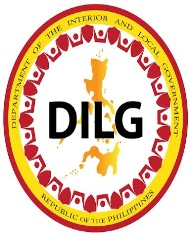 DEPARTMENT OF THE INTERIOR AND LOCAL GOVERNMENT
DILG
REPUBLIC OF THE PHILIPPINES